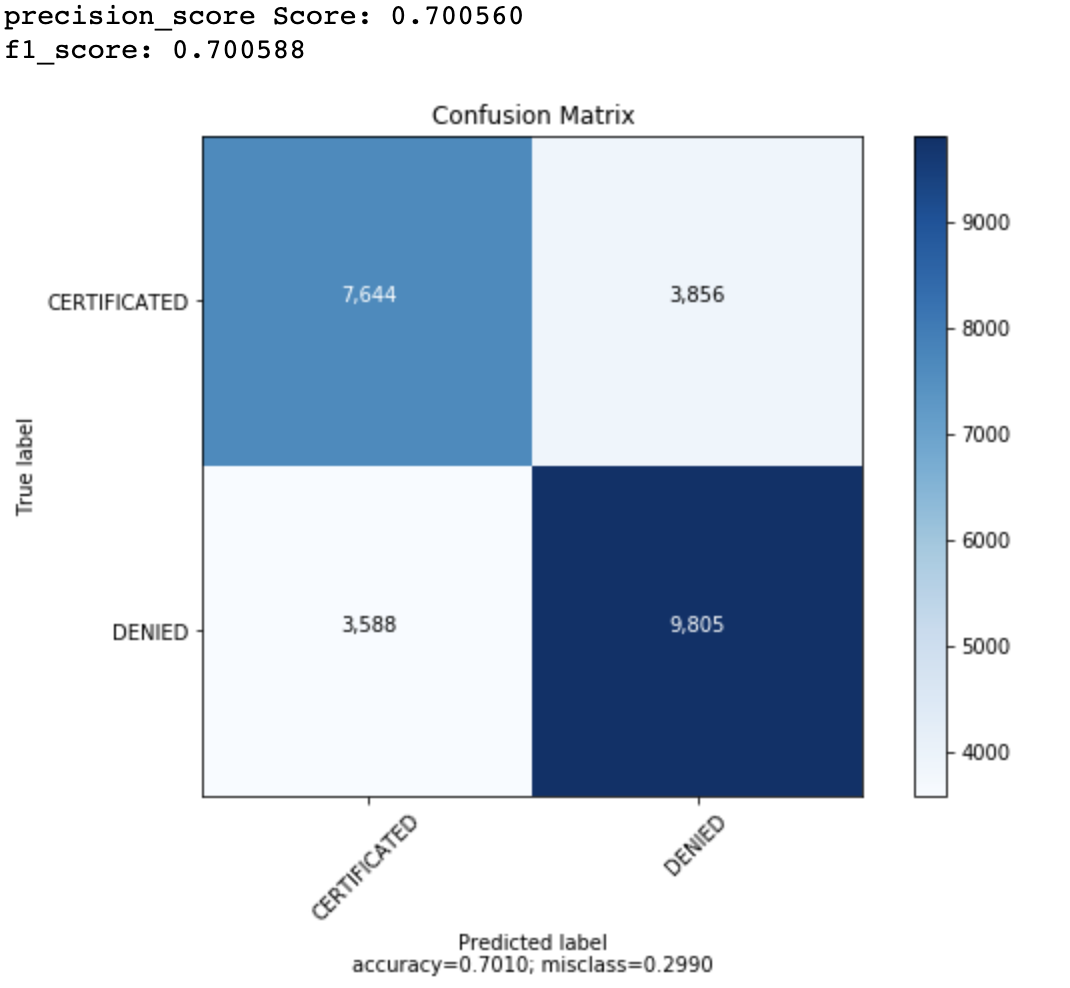 precision_score Score: 0.700560
f1_score: 0.700588
Confusion Matrix
CERTIFICATED
7,644
3,856
DENIED
3,588
9,805
True label
9000
8000
7000
6000
5000
4000
CERTIFICATED
DENIED
Predicted label
accuracy=0.7010; misclass=0.2990